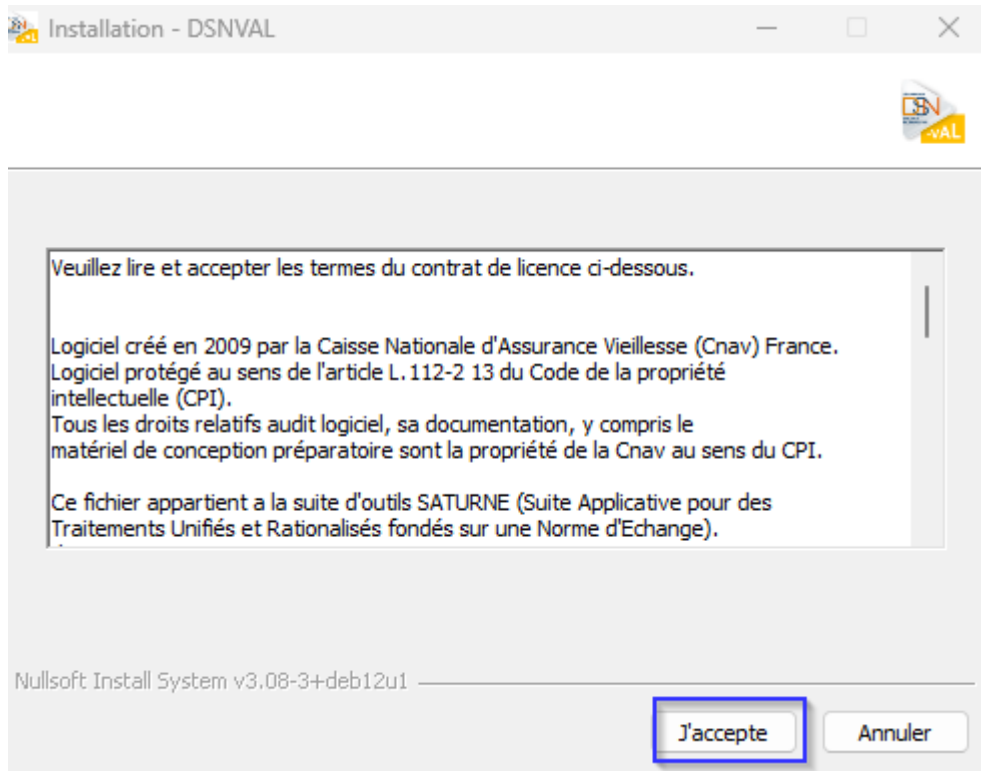 Installation - DSNVAL
DSN
-VAL
Veuillez lire et accepter les termes du contrat de licence ci-dessous.
Logiciel créé en 2009 par la Caisse Nationale d'Assurance Vieillesse (Cnav) France.
Logiciel protégé au sens de l'article L.112-2 13 du Code de la propriété
intellectuelle (CPI).
Tous les droits relatifs audit logiciel, sa documentation, y compris le
matériel de conception préparatoire sont la propriété de la Cnav au sens du CPI.
Ce fichier appartient a la suite d'outils SATURNE (Suite Applicative pour des
Traitements Unifiés et Rationalisés fondés sur une Norme d'Echange).
Nullsoft Install System v3.08-3+deb12u1
J'accepte
Annuler